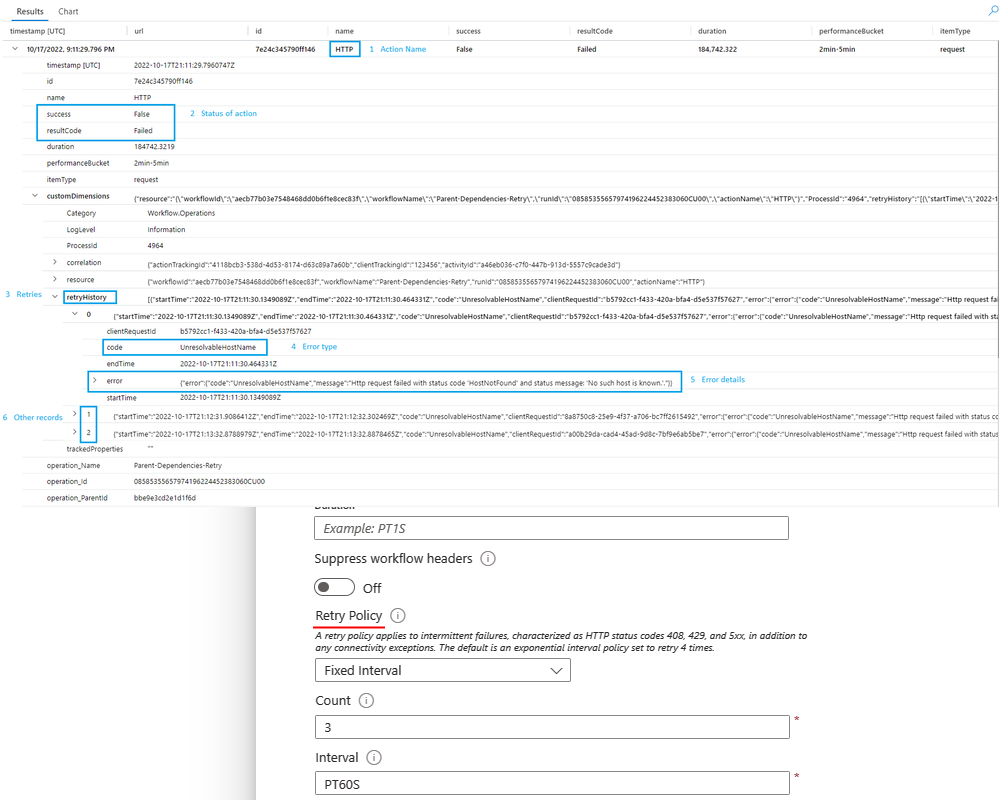 Results Chart
timestamp [UTC] url id name success resultCode duration performanceBucket itemType
10/17/2022, 9:11:29.796 PM 7e24c345790ff146 HTTP 1 Action Name False Failed 184,742.322 2min-5min request
timestamp [UTC] 2022-10-17T21:11:29.7960747Z
id 7e24c345790ff146
name HTTP
success False 2 Status of action
resultCode Failed
duration 184742.3219
performanceBucket 2min-5min
itemType request
customDimensions {"resource":"{\"workflowId\":\"aecb77b03e7548468dd0b6f1e8cec83f\",\"workflowName\":\"Parent-Dependencies-Retry\",\"runId\":\"08585355657974196224452383060CU00\",\"actionName\":\"HTTP\"}","ProcessId":"4964","retryHistory":"[{\"startTime\":\"2022-1
Category Workflow.Operations
LogLevel Information
ProcessId 4964
correlation {"actionTrackingId":"4118bcb3-538d-4d53-8174-d63c89a7a60b","clientTrackingId":"123456","activityId":"a46eb036-c7f0-447b-913d-5557c9cade3d"}
resource {"workflowId":"aecb77b03e7548468dd0b6f1e8cec83f","workflowName":"Parent-Dependencies-Retry","runId":"08585355657974196224452383060CU00","actionName":"HTTP"}
3 Retries retryHistory [{"startTime":"2022-10-17T21:11:30.1349089Z","endTime":"2022-10-17T21:11:30.464331Z","code":"UnresolvableHostName","clientRequestId":"b5792cc1-f433-420a-bfa4-d5e537f57627","error":{"error":{"code":"UnresolvableHostName","message":"Http request fai
0 {"startTime":"2022-10-17T21:11:30.1349089Z","endTime":"2022-10-17T21:11:30.464331Z","code":"UnresolvableHostName","clientRequestId":"b5792cc1-f433-420a-bfa4-d5e537f57627","error":{"error":{"code":"UnresolvableHostName","message":"Http request failed with sta
clientRequestId b5792cc1-f433-420a-bfa4-d5e537f57627
code UnresolvableHostName 4 Error type
endTime 2022-10-17T21:11:30.464331Z
error {"error":{"code":"UnresolvableHostName","message":"Http request failed with status code 'HostNotFound' and status message: 'No such host is known.'."}} 5 Error details
startTime 2022-10-17T21:11:30.1349089Z
6 Other records 1 {"startTime":"2022-10-17T21:12:31.9086412Z","endTime":"2022-10-17T21:12:32.302469Z","code":"UnresolvableHostName","clientRequestId":"8a8750c8-25e9-4f37-a706-bc7ff2615492","error":{"error":{"code":"UnresolvableHostName","message":"Http request failed with status co
2 {"startTime":"2022-10-17T21:13:32.8788979Z","endTime":"2022-10-17T21:13:32.8878465Z","code":"UnresolvableHostName","clientRequestId":"a00b29da-cad4-45ad-9d8c-7bf9e6ab5be7","error":{"error":{"code":"UnresolvableHostName","message":"Http request failed with status
trackedProperties ""
operation_Name Parent-Dependencies-Retry
operation_Id 08585355657974196224452383060CU00
operation_ParentId bbe9e3cd2e1d1f6d
Duration
Example: PT1S
Suppress workflow headers
Off
Retry Policy
A retry policy applies to intermittent failures, characterized as HTTP status codes 408, 429, and 5xx, in addition to
any connectivity exceptions. The default is an exponential interval policy set to retry 4 times.
Fixed Interval
Count
3 *
Interval
PT60S *